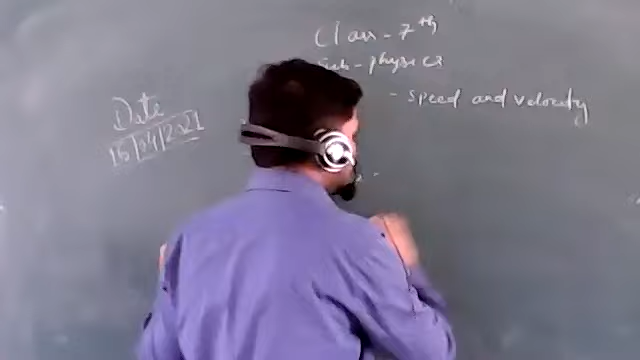 Class - 7th
Sub - physics
- speed and velocity
Date
15/04/2021